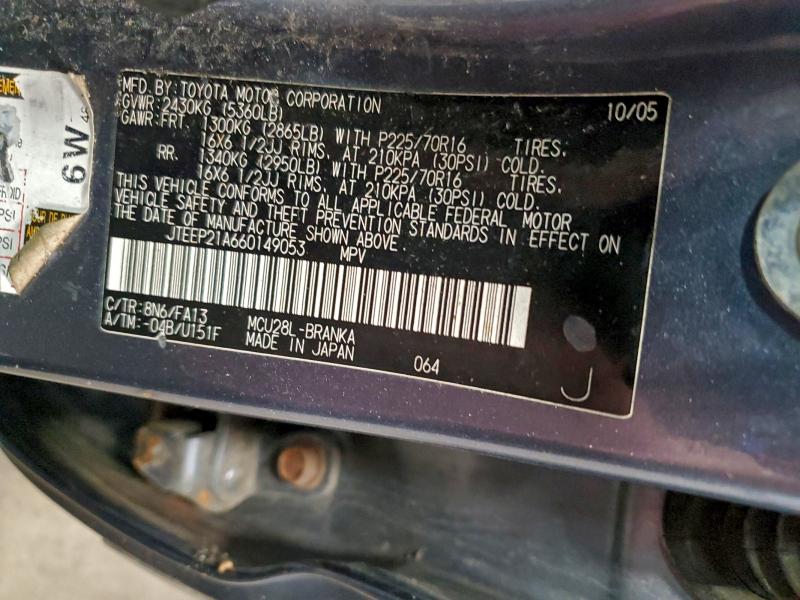 MFD. BY: TOYOTA MOTOR CORPORATION 10/05
GVWR: 2430KG (5360LB)
GAWR: FRT. 1300KG (2865LB) WITH P225/70R16 TIRES,
16X6 1/2JJ RIMS, AT 210KPA (30PSI) COLD.
RR. 1340KG (2950LB) WITH P225/70R16 TIRES,
16X6 1/2JJ RIMS, AT 210KPA (30PSI) COLD.
THIS VEHICLE CONFORMS TO ALL APPLICABLE FEDERAL MOTOR
VEHICLE SAFETY AND THEFT PREVENTION STANDARDS IN EFFECT ON
THE DATE OF MANUFACTURE SHOWN ABOVE.
JTEEP21A660149053 MPV
C/TR: 8N6/FA13 MCU28L-BRANKA
A/TM: -04B/U151F MADE IN JAPAN
064
J
6W
PSI
PSI